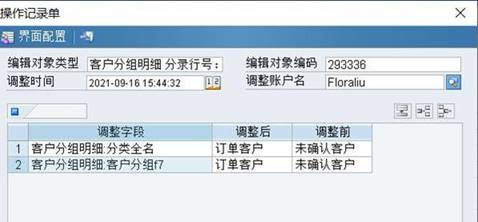 操作记录单
界面配置
编辑对象类型 客户分组明细 分录行号: 编辑对象编码 293336
调整时间 2021-09-16 15:44:32 调整账户名 Floraliu
调整字段 调整后 调整前
1 客户分组明细:分类全名 订单客户 未确认客户
2 客户分组明细:客户分组f7 订单客户 未确认客户